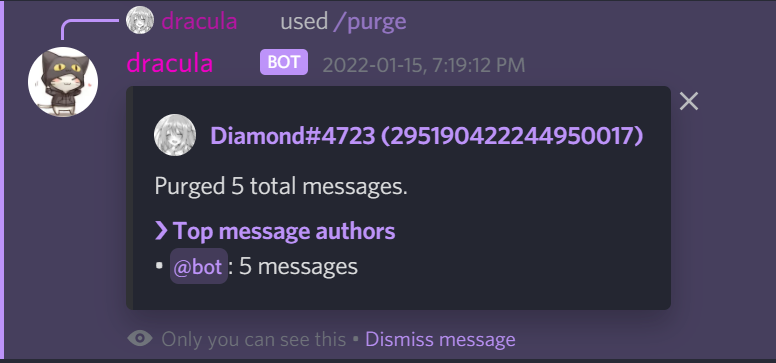 dracula used /purge
dracula BOT 2022-01-15, 7:19:12 PM
Diamond#4723 (295190422244950017)
Purged 5 total messages.
❯ Top message authors
• @bot: 5 messages
Only you can see this • Dismiss message